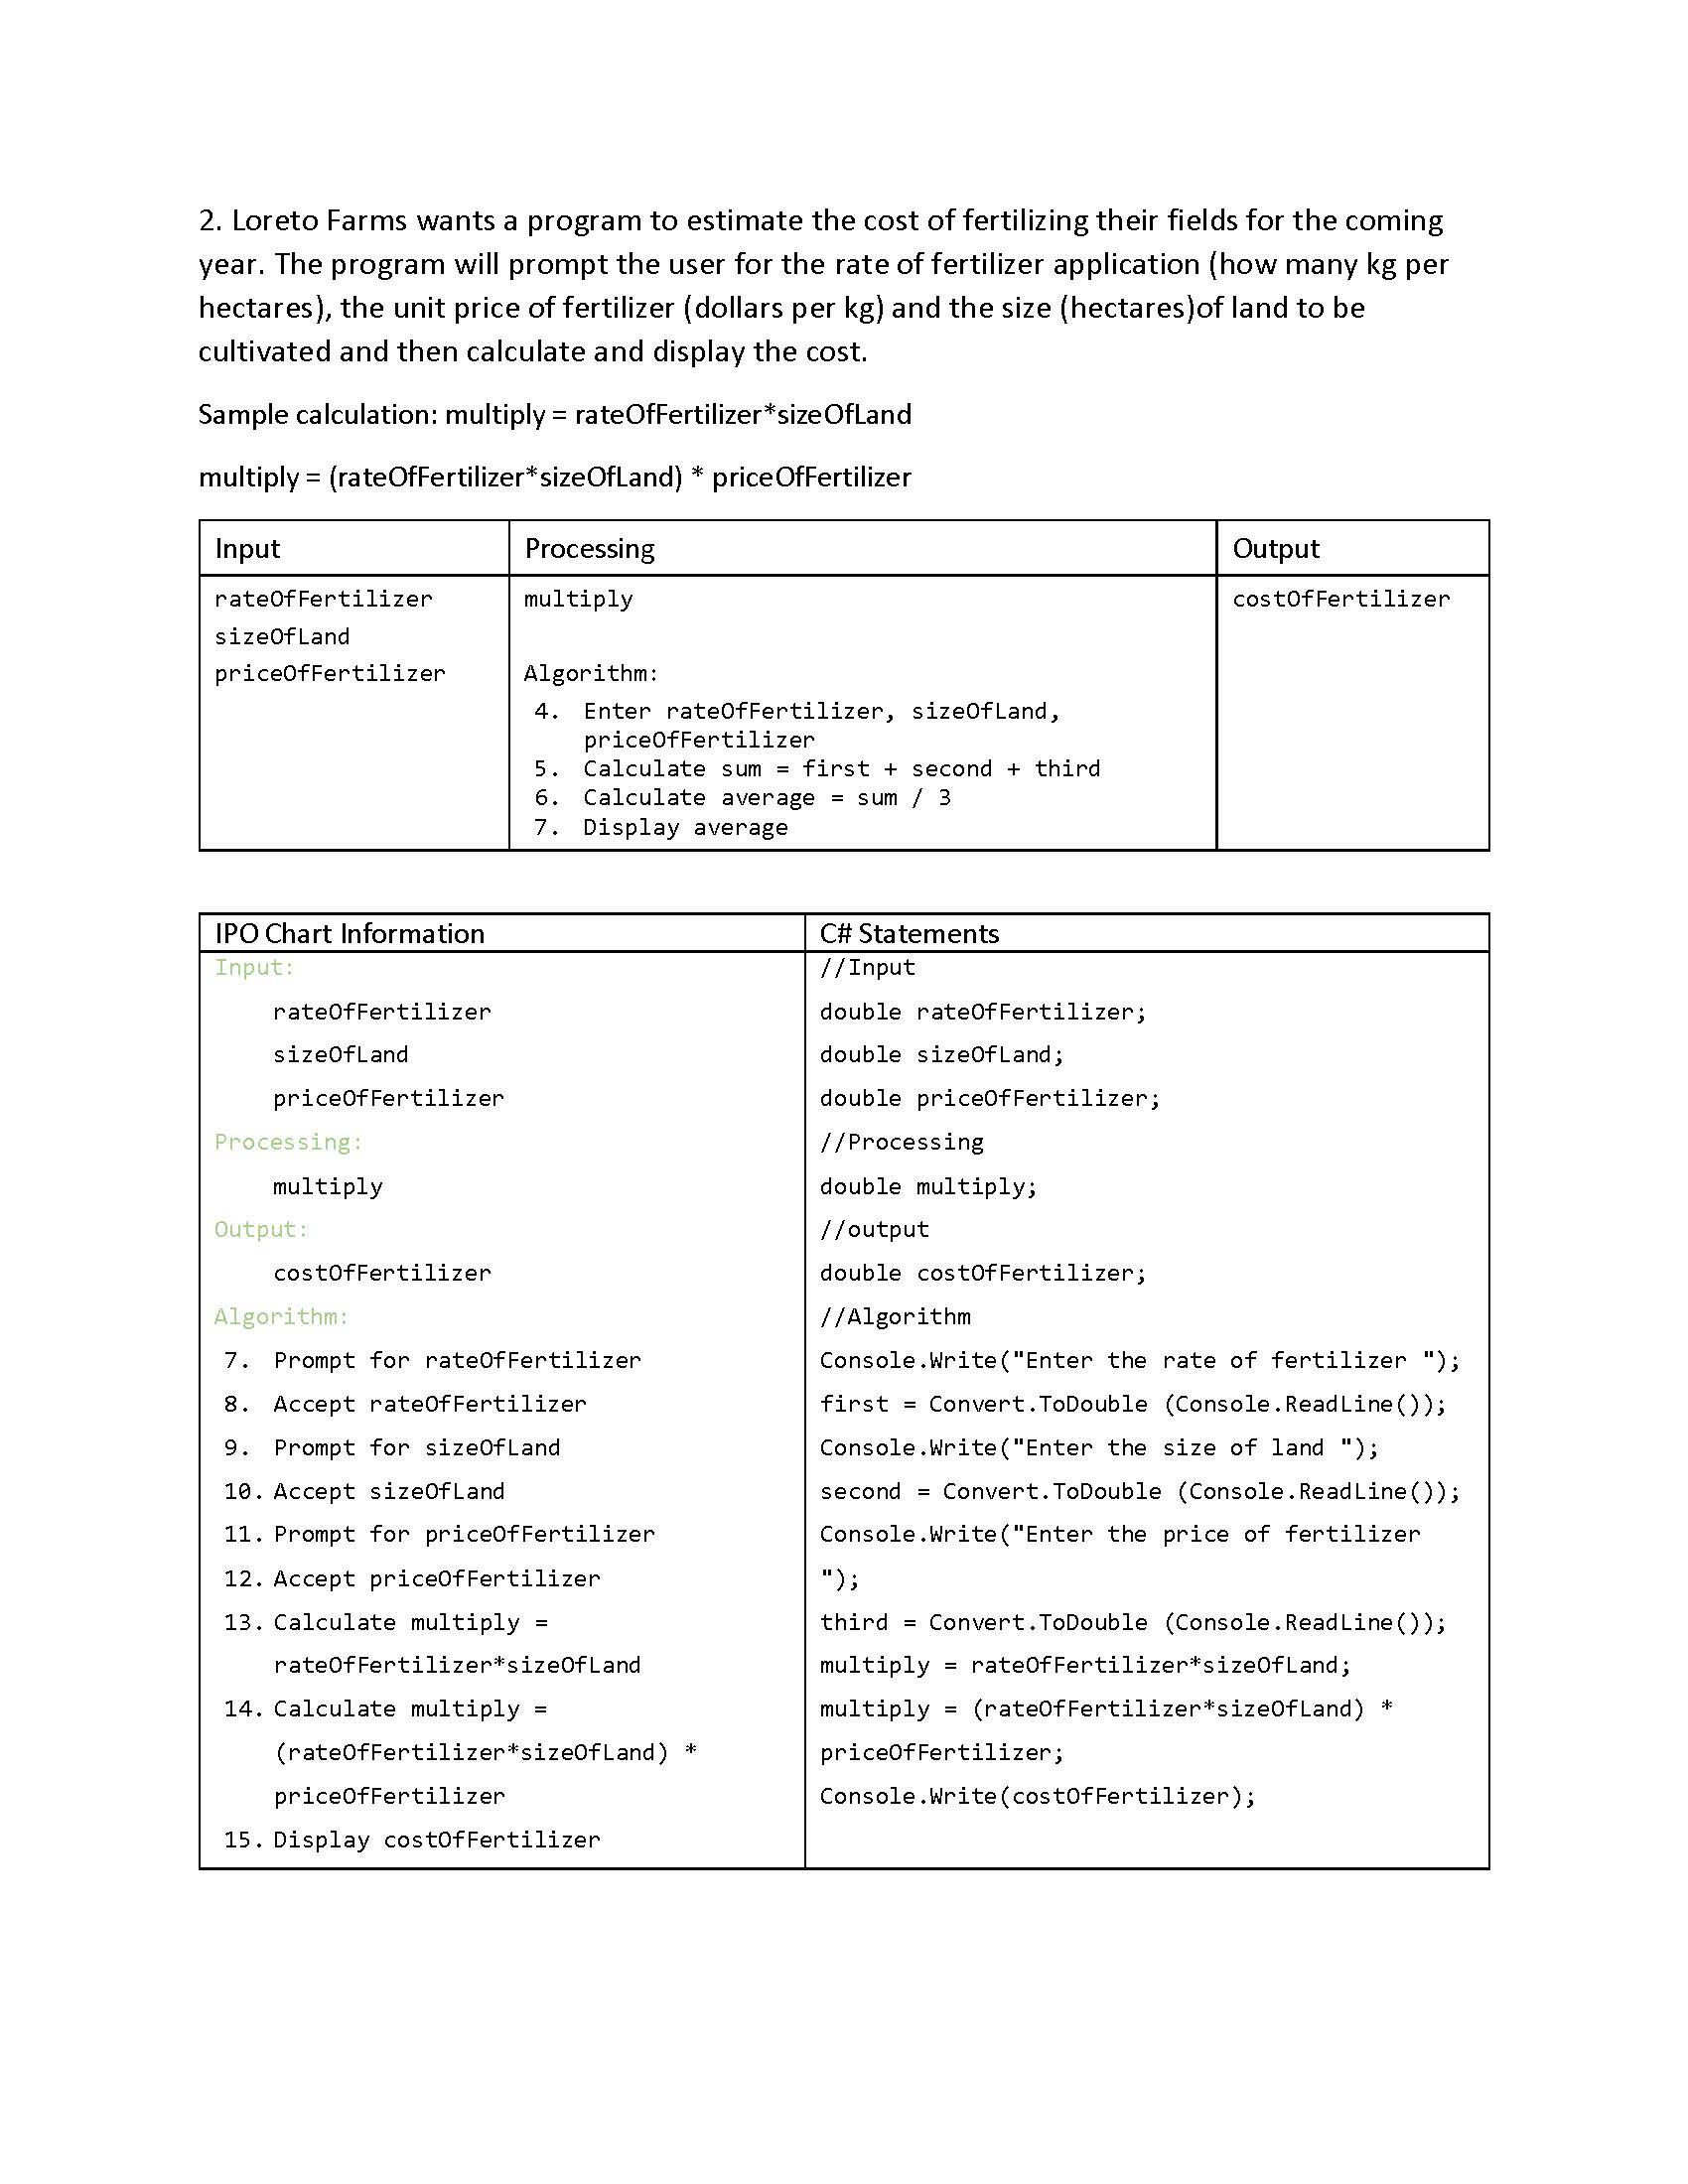 2. Loreto Farms wants a program to estimate the cost of fertilizing their fields for the coming
year. The program will prompt the user for the rate of fertilizer application (how many kg per
hectares), the unit price of fertilizer (dollars per kg) and the size (hectares)of land to be
cultivated and then calculate and display the cost.
Sample calculation: multiply = rateOfFertilizer*sizeOfLand
multiply = (rateOfFertilizer*sizeOfLand) * priceOfFertilizer
Input
Processing
Output
rateOfFertilizer
sizeOfLand
priceOfFertilizer
multiply
Algorithm:
4. Enter rateOfFertilizer, sizeOfLand,
priceOfFertilizer
5. Calculate sum = first + second + third
6. Calculate average = sum / 3
7. Display average
costOfFertilizer
IPO Chart Information
C# Statements
Input:
rateOfFertilizer
sizeOfLand
priceOfFertilizer
Processing:
multiply
Output:
costOfFertilizer
Algorithm:
7. Prompt for rateOfFertilizer
8. Accept rateOfFertilizer
9. Prompt for sizeOfLand
10. Accept sizeOfLand
11. Prompt for priceOfFertilizer
12. Accept priceOfFertilizer
13. Calculate multiply =
rateOfFertilizer*sizeOfLand
14. Calculate multiply =
(rateOfFertilizer*sizeOfLand) *
priceOfFertilizer
15. Display costOfFertilizer
//Input
double rateOfFertilizer;
double sizeOfLand;
double priceOfFertilizer;
//Processing
double multiply;
//output
double costOfFertilizer;
//Algorithm
Console.Write("Enter the rate of fertilizer ");
first = Convert.ToDouble (Console.ReadLine());
Console.Write("Enter the size of land ");
second = Convert.ToDouble (Console.ReadLine());
Console.Write("Enter the price of fertilizer
");
third = Convert.ToDouble (Console.ReadLine());
multiply = rateOfFertilizer*sizeOfLand;
multiply = (rateOfFertilizer*sizeOfLand) *
priceOfFertilizer;
Console.Write(costOfFertilizer);